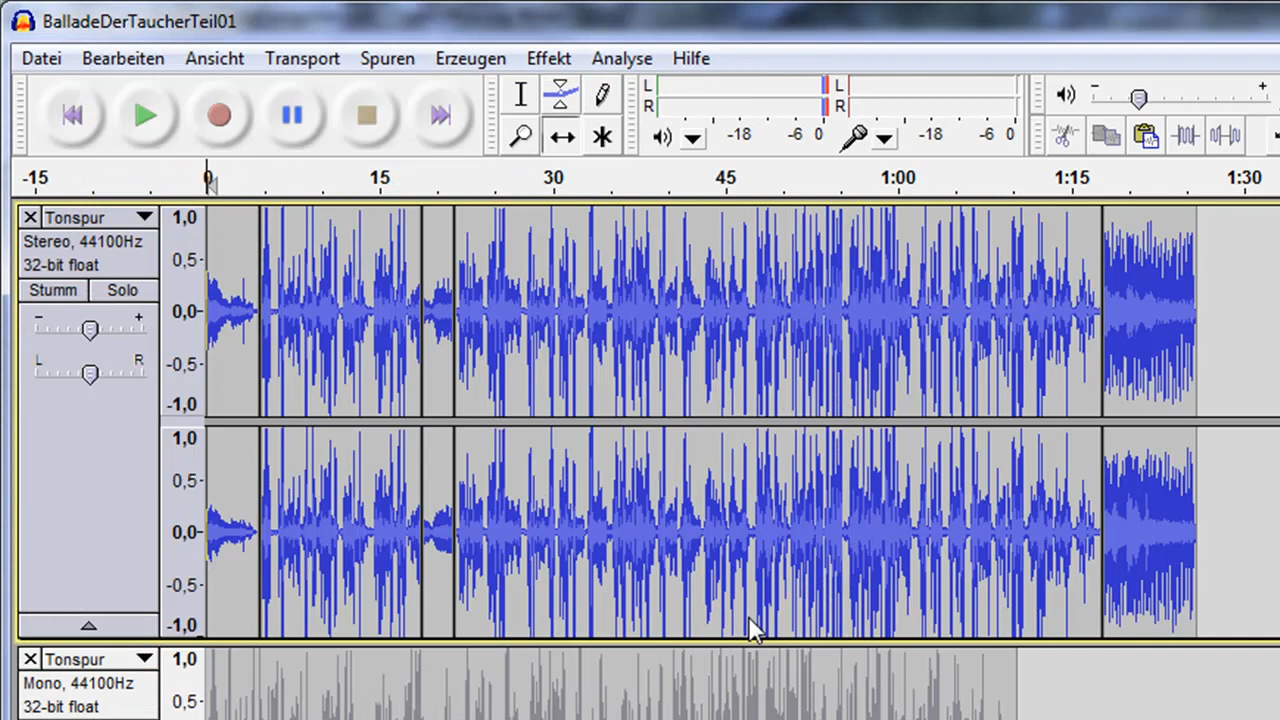 BalladeDerTaucherTeil01
Datei Bearbeiten Ansicht Transport Spuren Erzeugen Effekt Analyse Hilfe
L L - +
R R
-18 -6 0 -18 -6 0
-15 0 15 30 45 1:00 1:15 1:30
Tonspur 1,0
Stereo, 44100Hz
32-bit float 0,5-
Stumm Solo
- + 0,0-
L R -0,5-
-1,0
1,0
0,5-
0,0-
-0,5-
-1,0
Tonspur 1,0
Mono, 44100Hz
32-bit float 0,5-